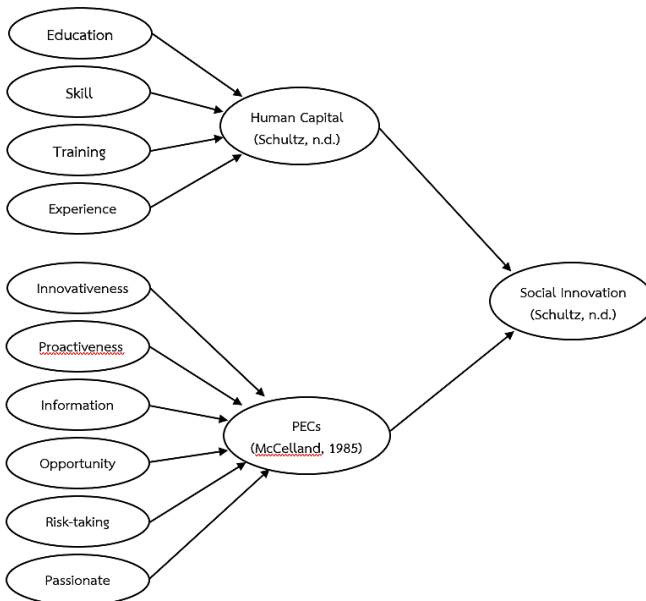 Education
Skill
Training
Experience
Human Capital
(Schultz, n.d.)
Innovativeness
Proactiveness
Information
Opportunity
Risk-taking
Passionate
PECs
(McCelland, 1985)
Social Innovation
(Schultz, n.d.)